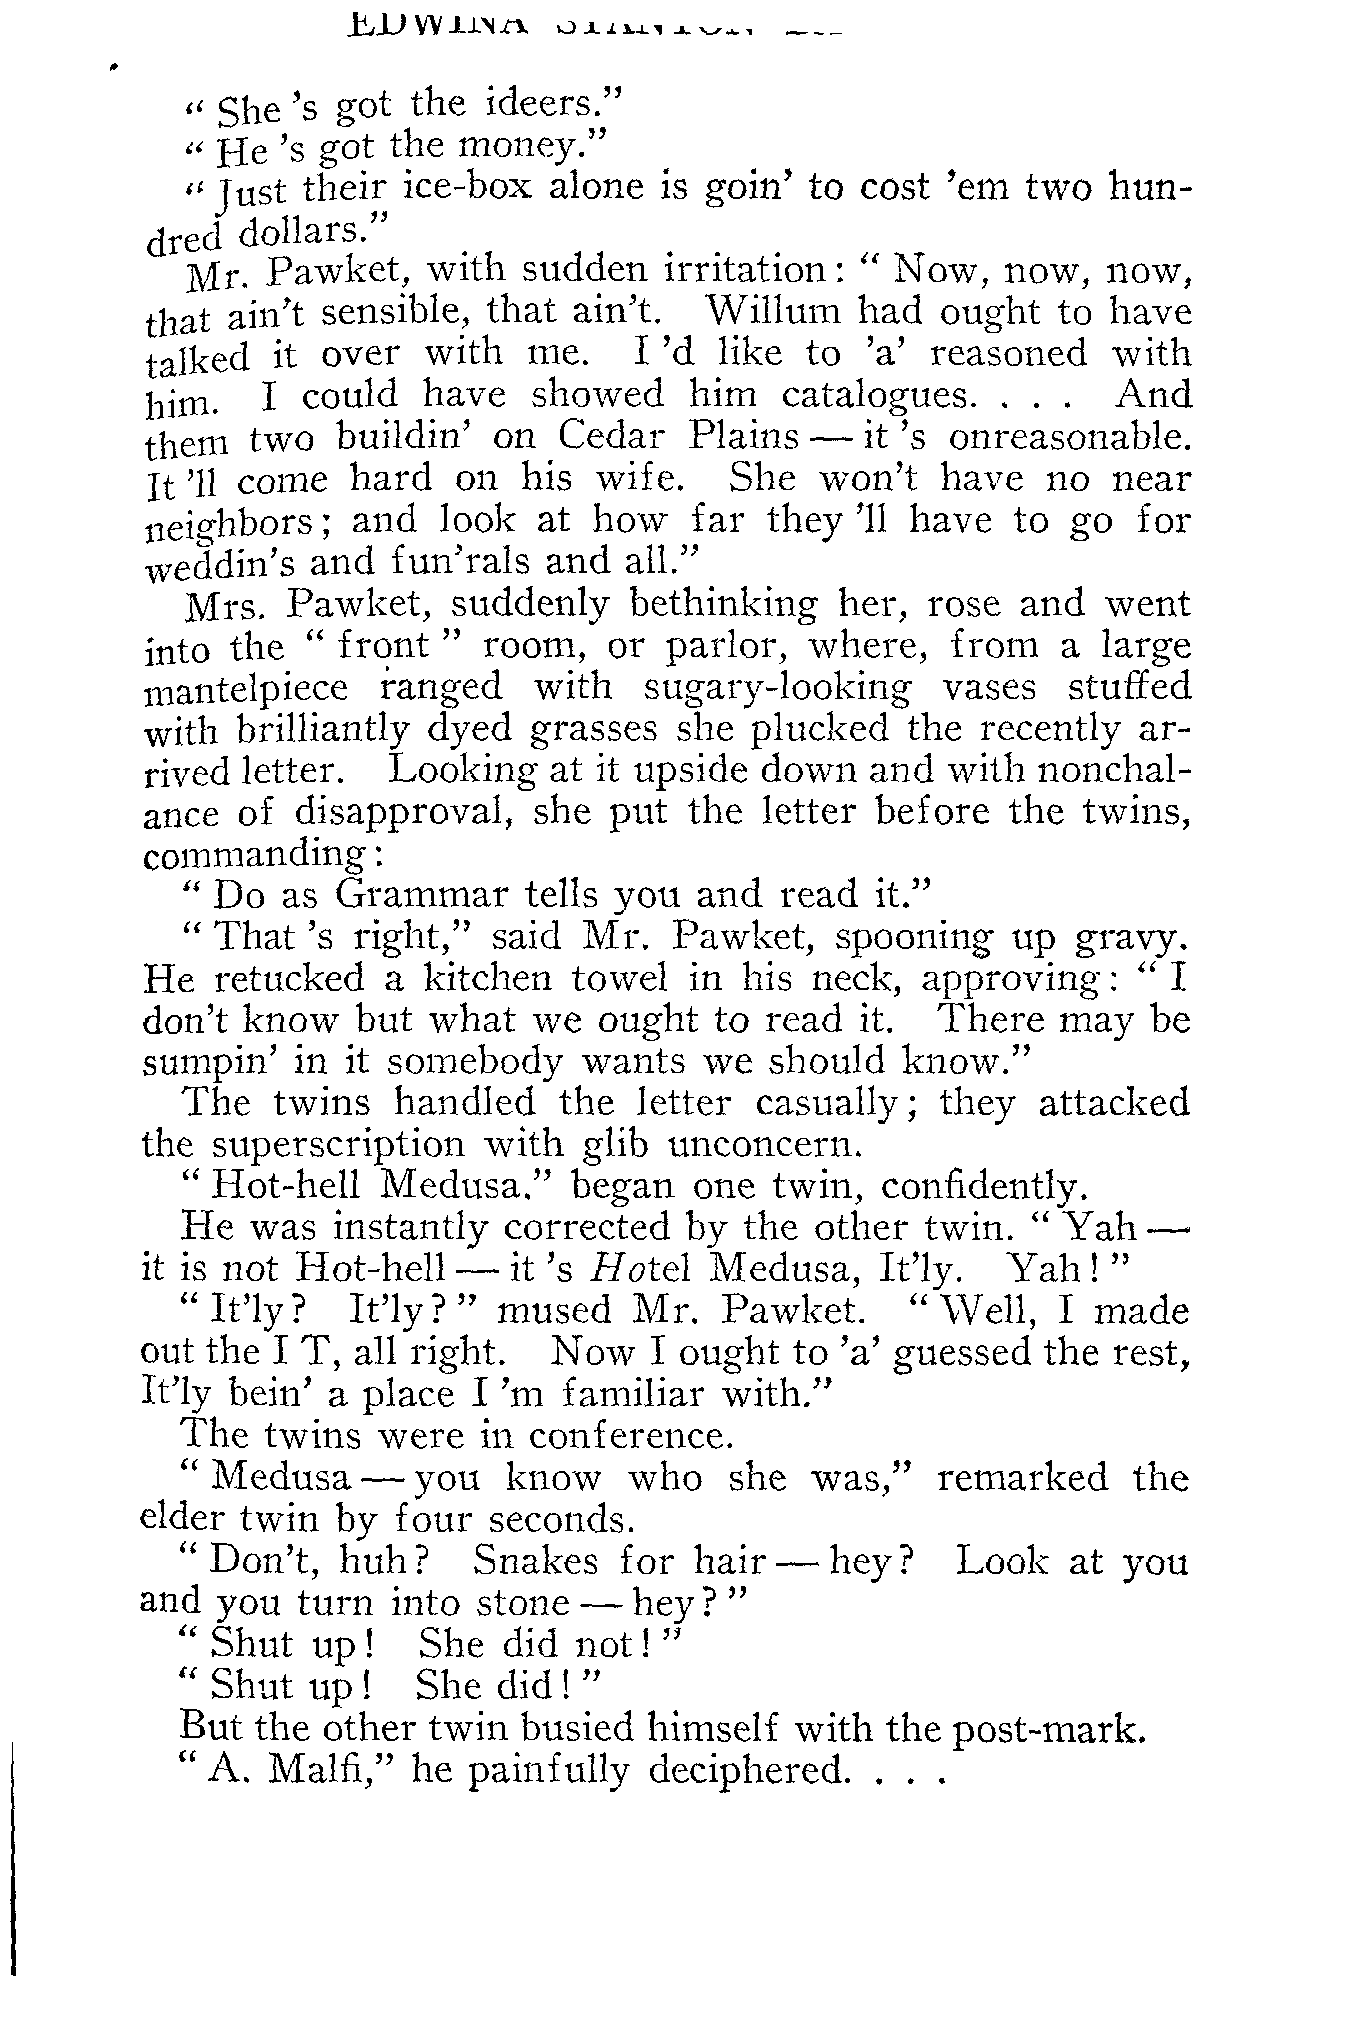 EDWINA
“ She 's got the ideers.”
“ He 's got the money.”
“ Just their ice-box alone is goin' to cost 'em two hun-
dred dollars.”
Mr. Pawket, with sudden irritation: “ Now, now, now,
that ain't sensible, that ain't. Willum had ought to have
talked it over with me. I 'd like to 'a' reasoned with
him. I could have showed him catalogues. . . . And
them two buildin' on Cedar Plains — it 's onreasonable.
It 'll come hard on his wife. She won't have no near
neighbors; and look at how far they 'll have to go for
weddin's and fun'rals and all.”
Mrs. Pawket, suddenly bethinking her, rose and went
into the “ front ” room, or parlor, where, from a large
mantelpiece ranged with sugary-looking vases stuffed
with brilliantly dyed grasses she plucked the recently ar-
rived letter. Looking at it upside down and with nonchal-
ance of disapproval, she put the letter before the twins,
commanding:
“ Do as Grammar tells you and read it.”
“ That 's right,” said Mr. Pawket, spooning up gravy.
He retucked a kitchen towel in his neck, approving: “ I
don't know but what we ought to read it. There may be
sumpin' in it somebody wants we should know.”
The twins handled the letter casually; they attacked
the superscription with glib unconcern.
“ Hot-hell Medusa.” began one twin, confidently.
He was instantly corrected by the other twin. “ Yah —
it is not Hot-hell — it 's Hotel Medusa, It'ly. Yah! ”
“ It'ly? It'ly? ” mused Mr. Pawket. “ Well, I made
out the I T, all right. Now I ought to 'a' guessed the rest,
It'ly bein' a place I 'm familiar with.”
The twins were in conference.
“ Medusa — you know who she was,” remarked the
elder twin by four seconds.
“ Don't, huh? Snakes for hair — hey? Look at you
and you turn into stone — hey? ”
“ Shut up! She did not! ”
“ Shut up! She did! ”
But the other twin busied himself with the post-mark.
“ A. Malfi,” he painfully deciphered. . . .